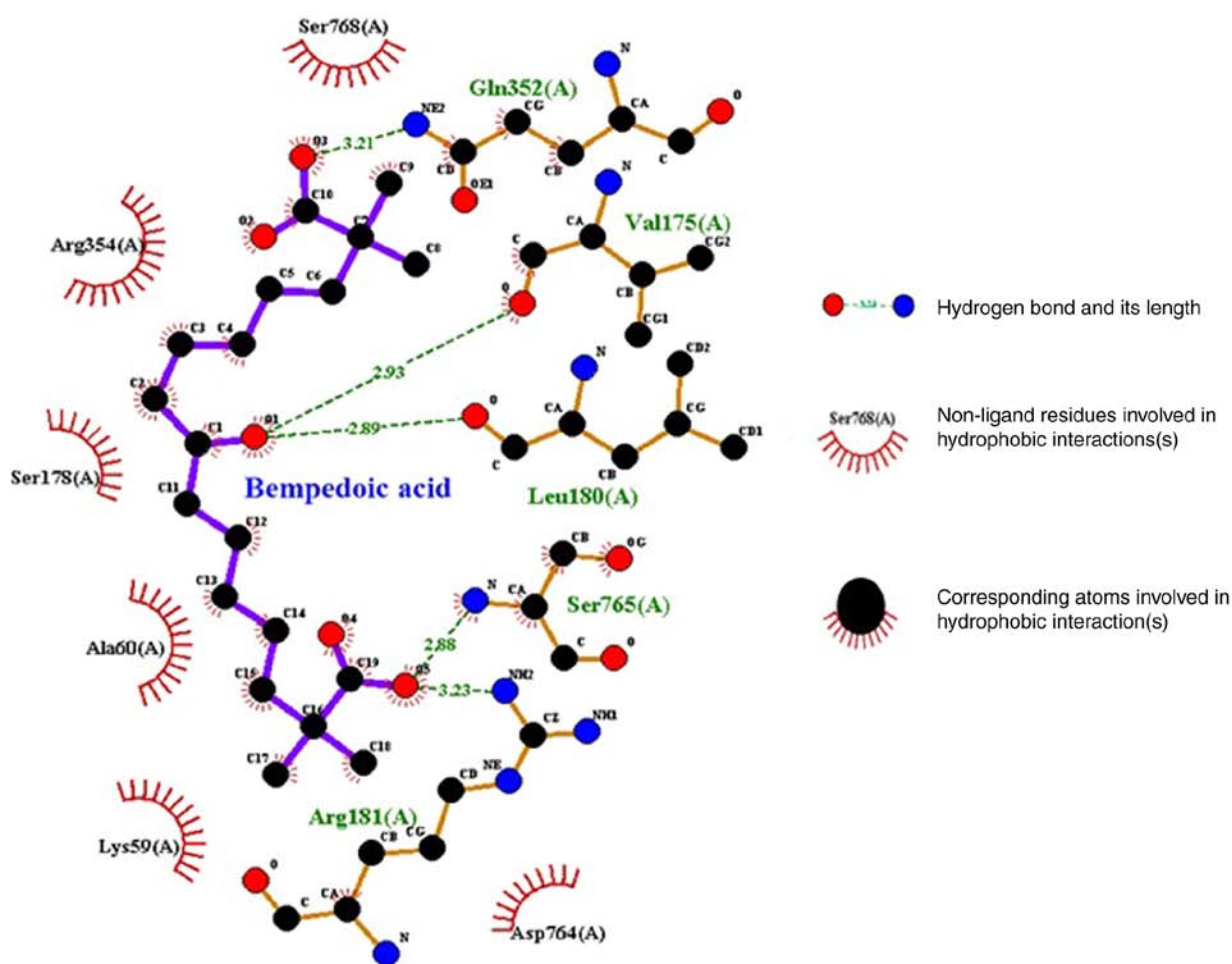 Ser768(A)
N
Gln352(A)
CG
CA
O
NE2
O3
3.21
CD
CB
C
C9
OE1
N
C10
O2
C7
CA
Val175(A)
Arg354(A)
C8
C
CG2
C5
C6
O
CB
CG1
Hydrogen bond and its length
C3
C4
2.93
N
CD2
C2
O1
O
CA
CG
Ser768(A)
Non-ligand residues involved in
hydrophobic interactions(s)
C1
2.89
CD1
Ser178(A)
C
CB
Bempedoic acid
C11
Leu180(A)
C12
CB
OG
N
CA
Ser765(A)
C13
Corresponding atoms involved in
hydrophobic interaction(s)
C14
O4
2.88
C
O
Ala60(A)
C19
O5
C15
3.23
NH2
C16
CZ
NH1
C17
C18
CD
NE
Arg181(A)
CB
CG
Lys59(A)
O
CA
C
Asp764(A)
N